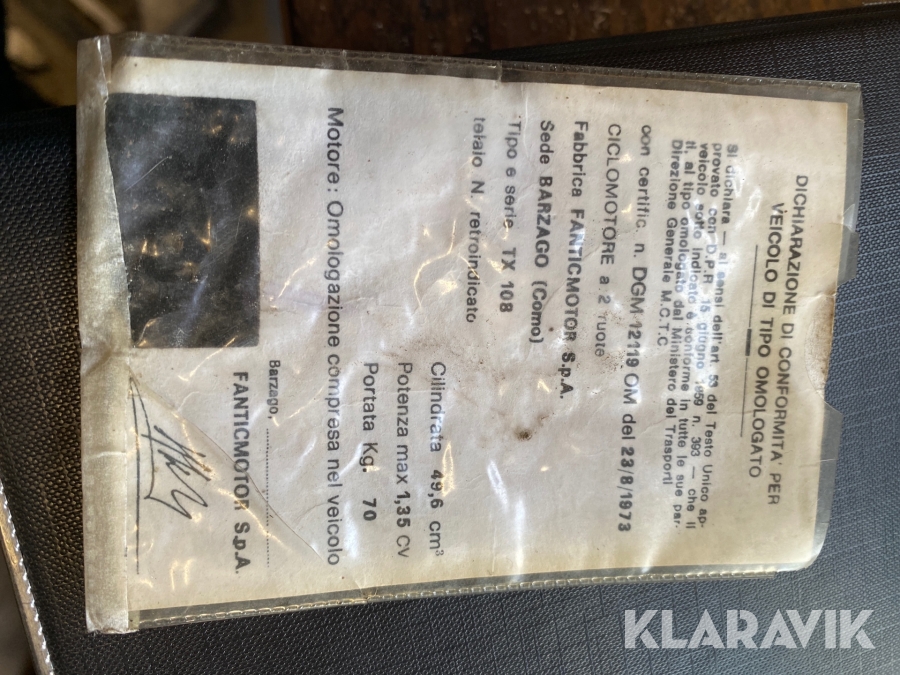 DICHIARAZIONE DI CONFORMITA' PER
VEICOLO DI TIPO OMOLOGATO
Si dichiara — ai sensi dell'art 53 del Testo Unico ap-
provato con D.P.R. 15 giugno 1959 n. 393 — che il
veicolo sotto indicato è conforme in tutte le sue par-
ti, al tipo omologato dal Ministero dei Trasporti
Direzione Generale M.C.T.C
con certific. n. DGM 12119 OM del 23/8/1973
CICLOMOTORE a 2 ruote
Fabbrica FANTICMOTOR S.p.A.
Sede BARZAGO (Como)
Tipo e serie TX 108
telaio N. retroindicato
Cilindrata 49,6 cm³
Potenza max 1,35 CV
Portata Kg. 70
Motore: Omologazione compresa nel veicolo
Barzago,
FANTICMOTOR S.p.A.
KLARAVIK